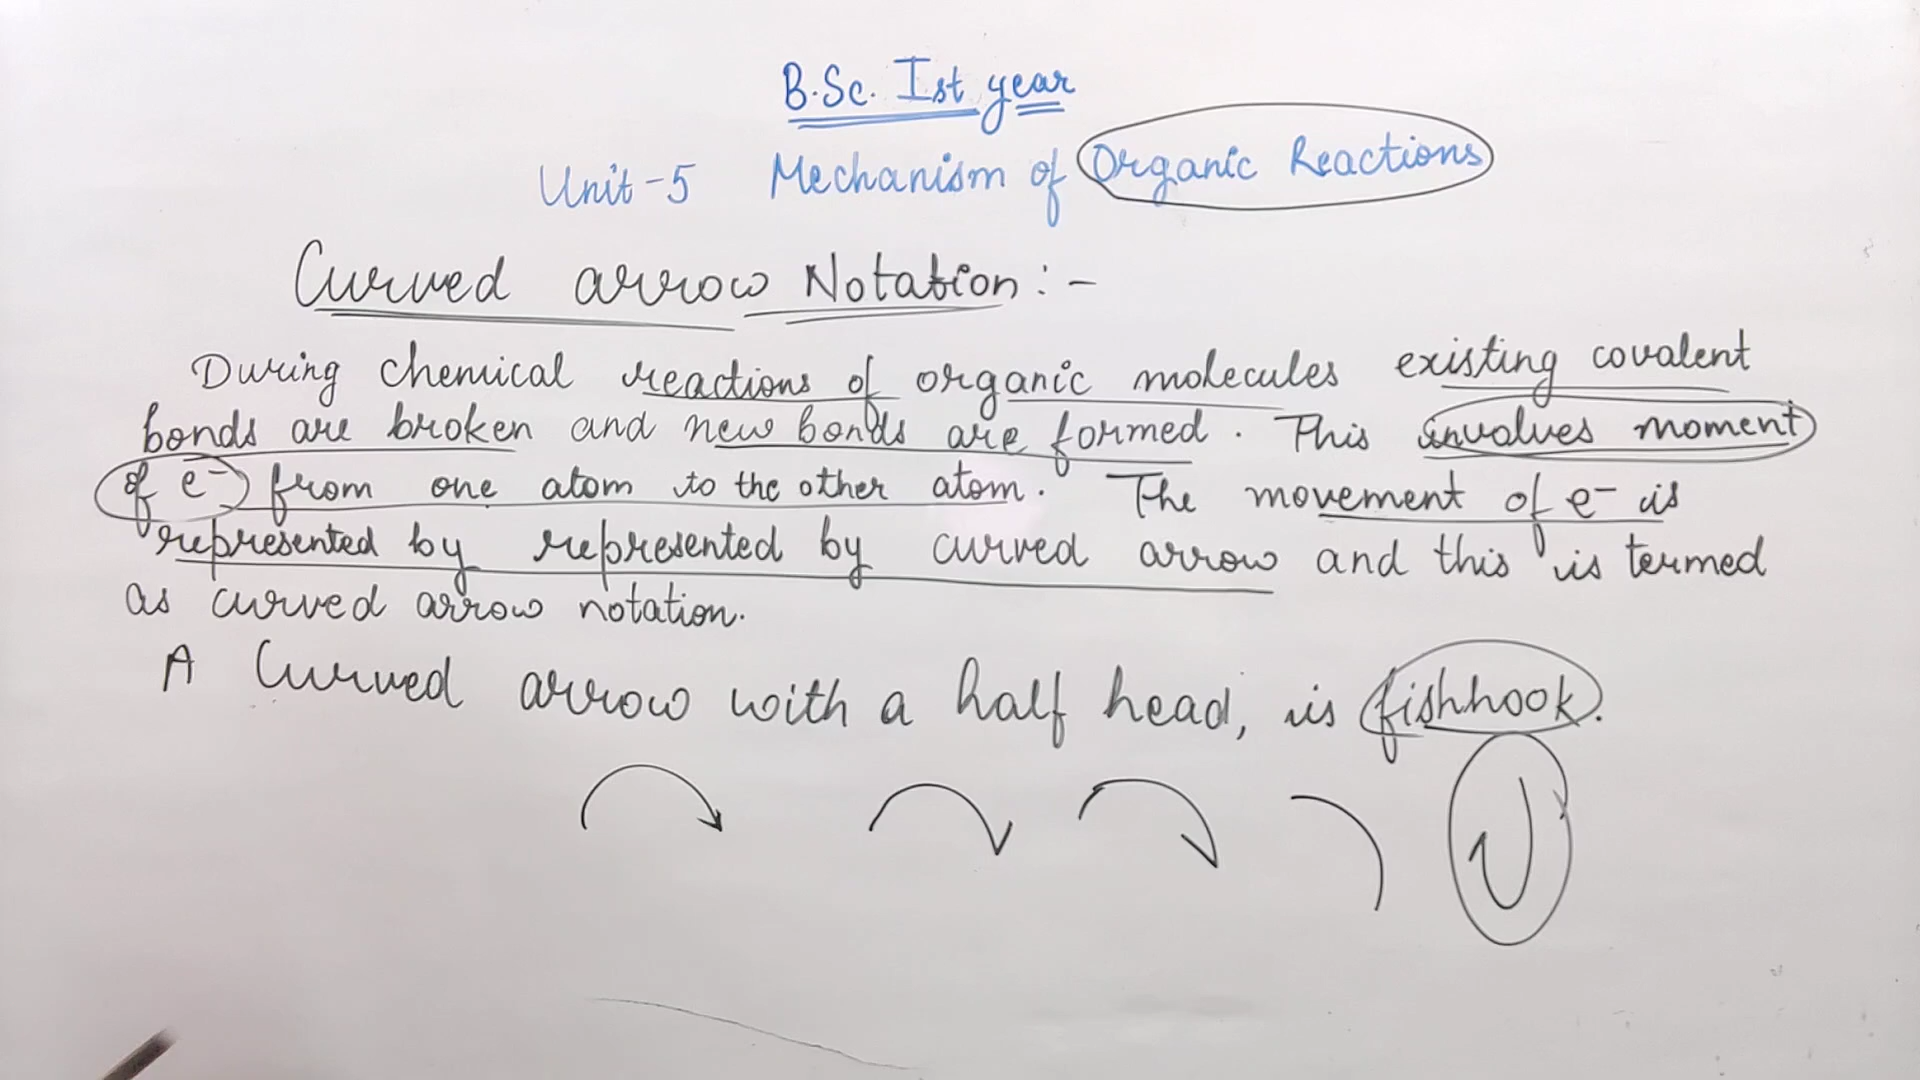 B.Sc. Ist year
Unit-5 Mechanism of Organic Reactions
Curved arrow Notation:-
During chemical reactions of organic molecules existing covalent
bonds are broken and new bonds are formed. This involves moment
of e- from one atom to the other atom. The movement of e- is
represented by represented by curved arrow and this is termed
as curved arrow notation.
A Curved arrow with a half head, is fishhook.